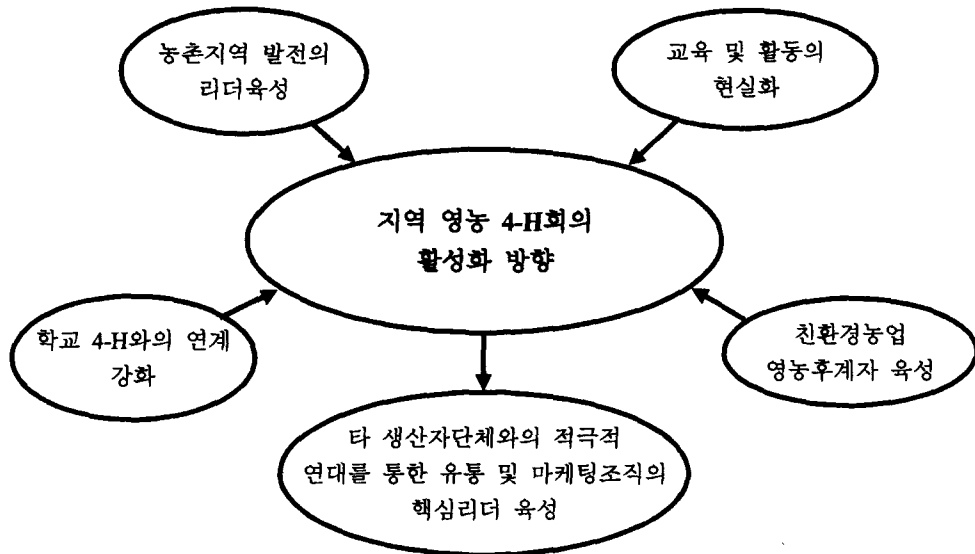 농촌지역 발전의
리더육성
교육 및 활동의
현실화
지역 영농 4-H회의
활성화 방향
학교 4-H와의 연계
강화
친환경농업
영농후계자 육성
타 생산자단체와의 적극적
연대를 통한 유통 및 마케팅조직의
핵심리더 육성